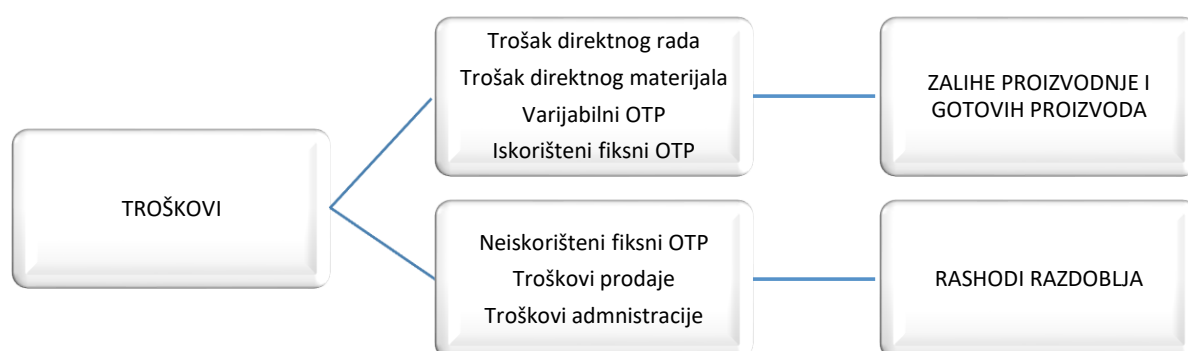 TROŠKOVI
Trošak direktnog rada
Trošak direktnog materijala
Varijabilni OTP
Iskorišteni fiksni OTP
ZALIHE PROIZVODNJE I
GOTOVIH PROIZVODA
Neiskorišteni fiksni OTP
Troškovi prodaje
Troškovi admnistracije
RASHODI RAZDOBLJA